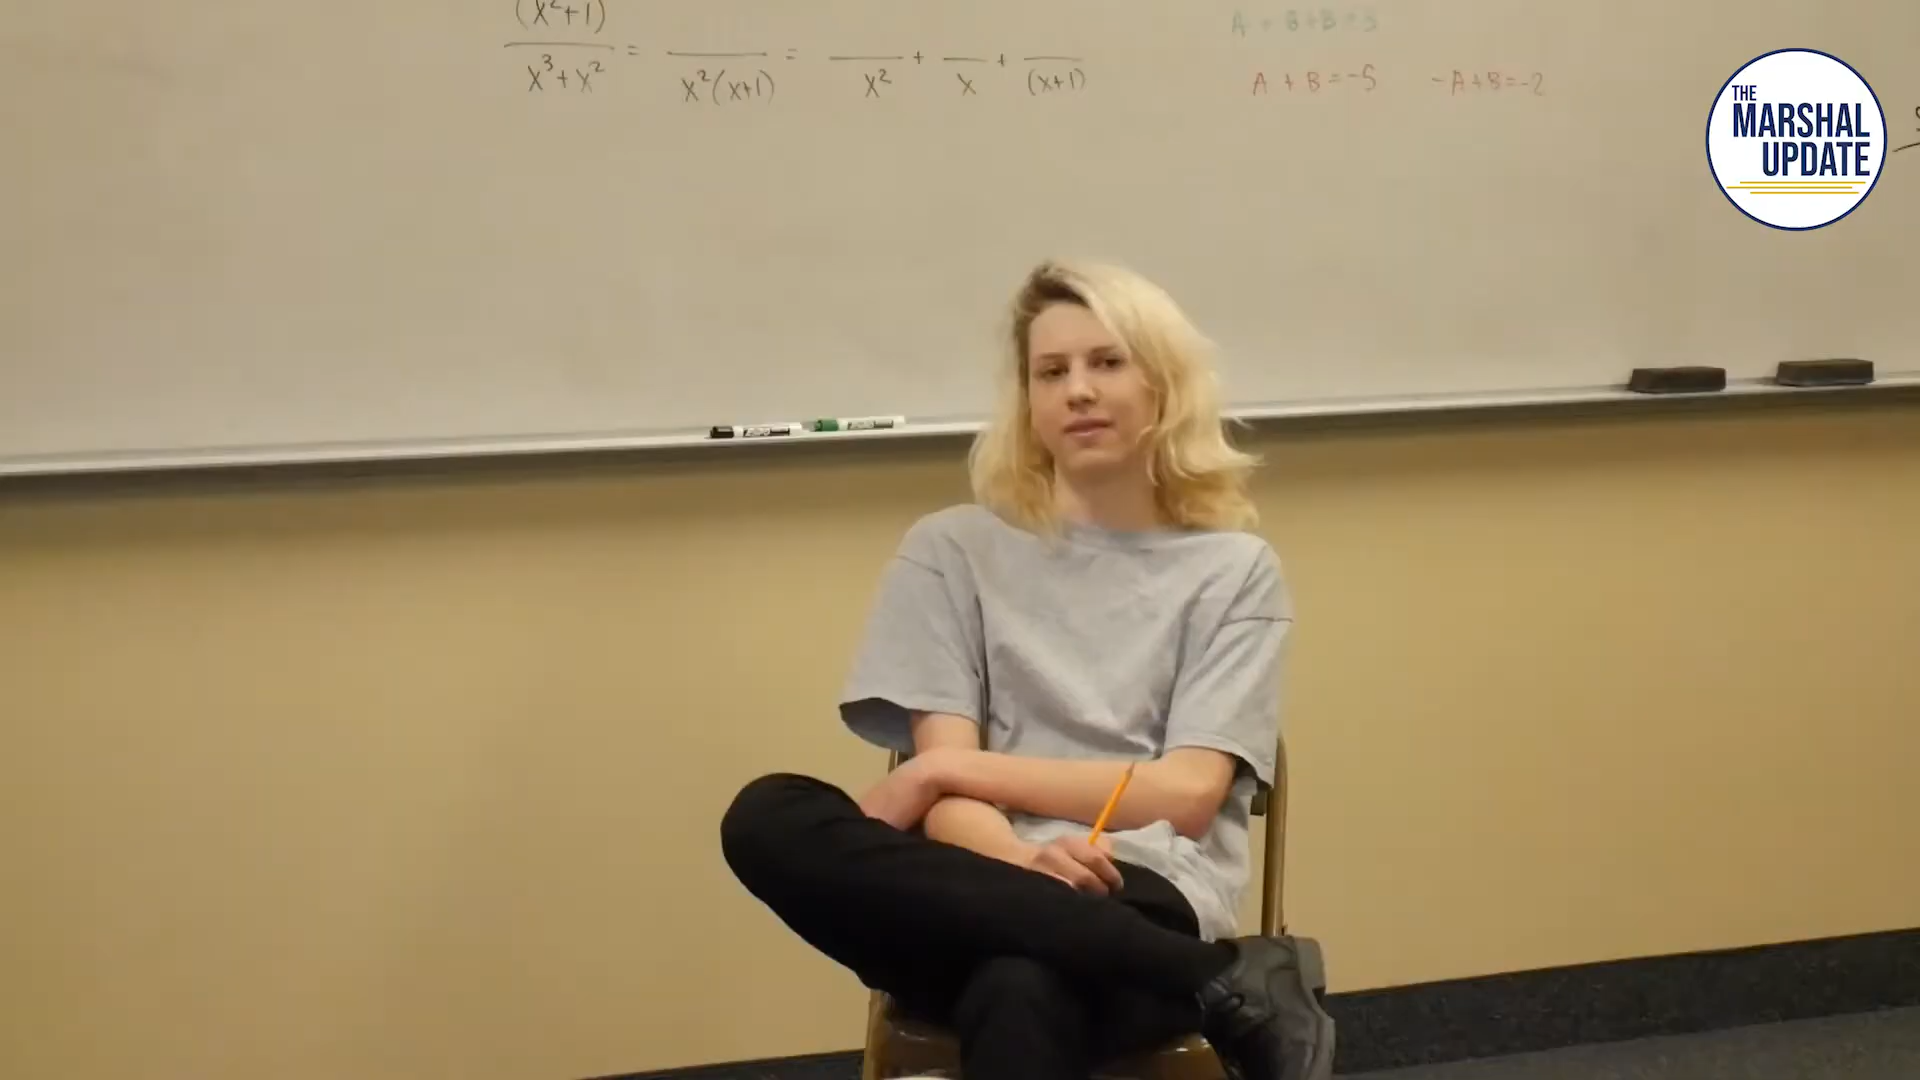 (x²+1)
x³+x² = x²(x+1) = x² + x + (x+1)
A + B = -5 -A+B=-2
THE
MARSHAL
UPDATE